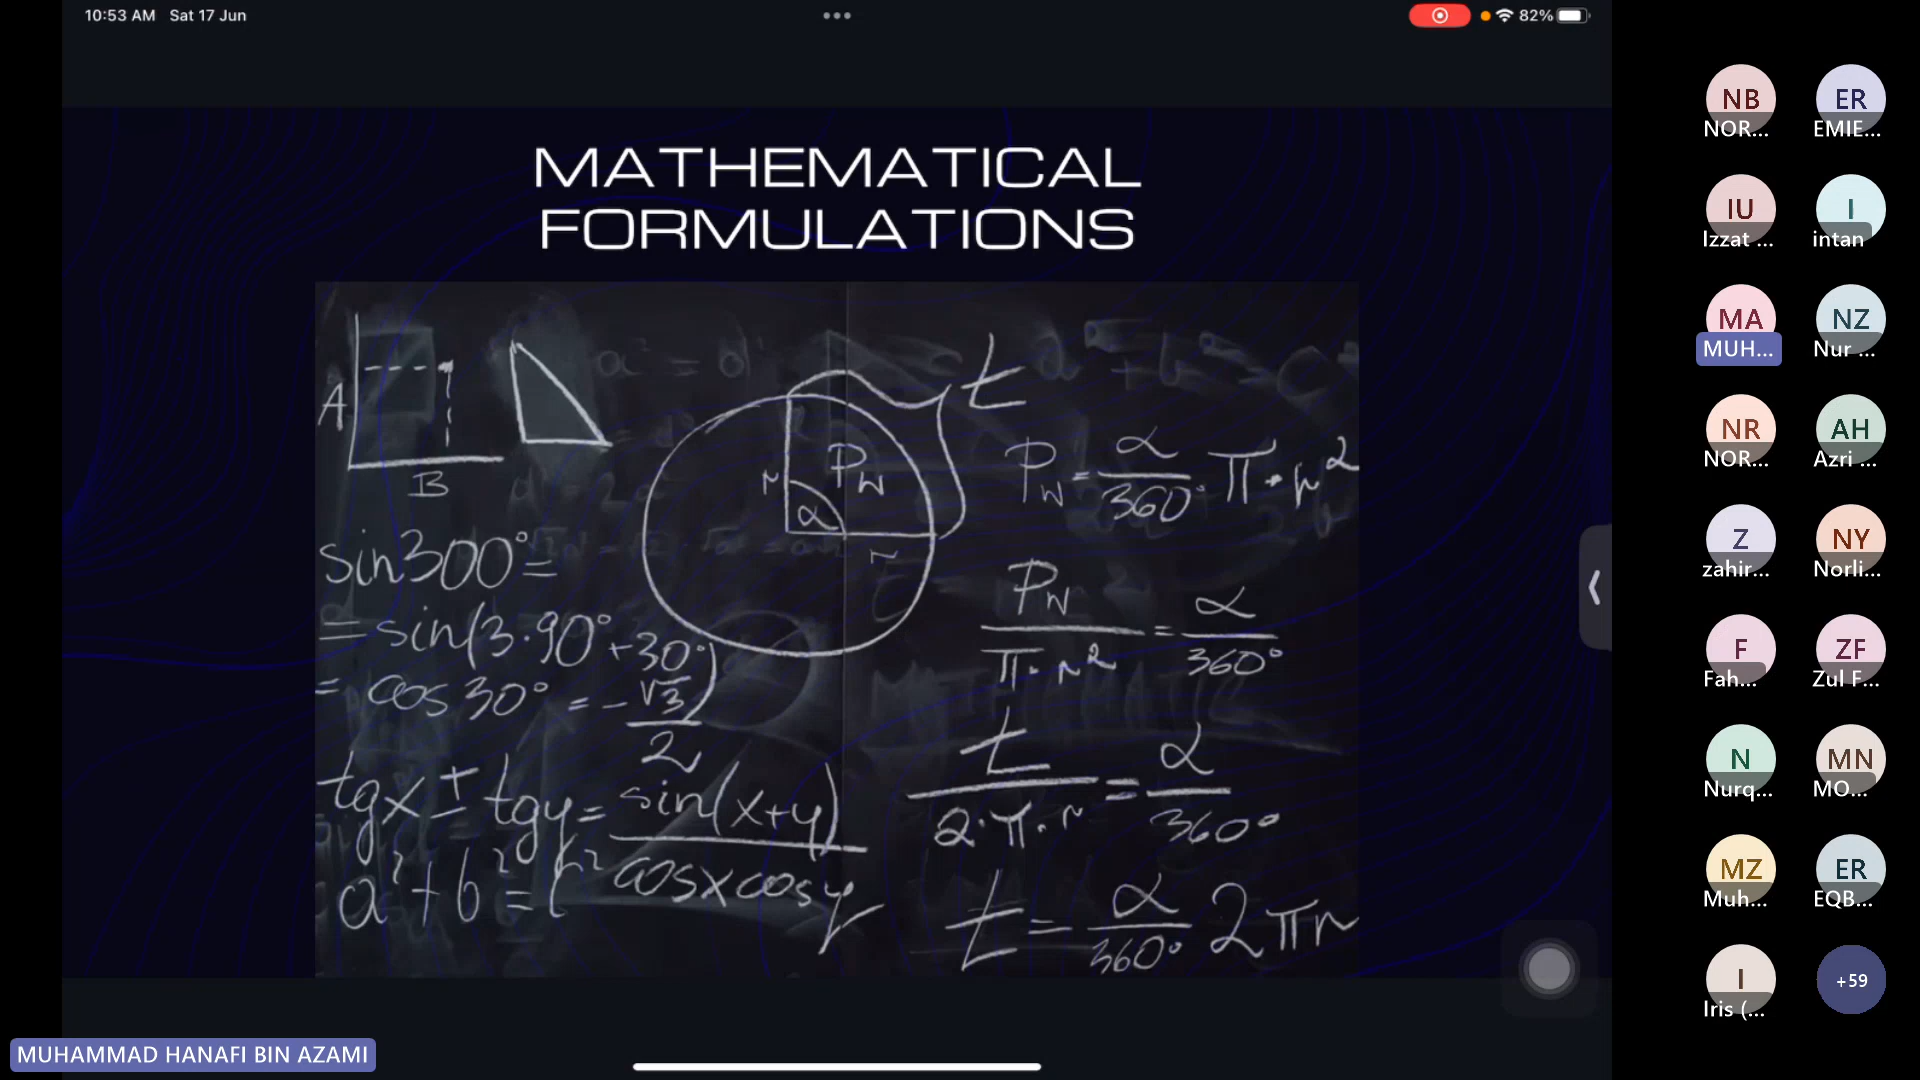 10:53 AM Sat 17 Jun
82%
MATHEMATICAL
FORMULATIONS
A
B
t
r
P_W
α
r
P_W = α/360° π·r²
P_W/π·r² = α/360°
t/2·π·r = α/360°
t = α/360° 2πr
sin300° =
= sin(3·90°+30°)
= cos30° = -√3/2
tgx ± tgy = sin(x+y)/cosxcosy
a²+b²=c²
NB
NOR...
ER
EMIE...
IU
Izzat ...
I
intan
MA
MUH...
NZ
Nur ...
NR
NOR...
AH
Azri ...
Z
zahir...
NY
Norli...
F
Fah...
ZF
Zul F...
N
Nurq...
MN
MO...
MZ
Muh...
ER
EQB...
I
Iris (...
+59
MUHAMMAD HANAFI BIN AZAMI